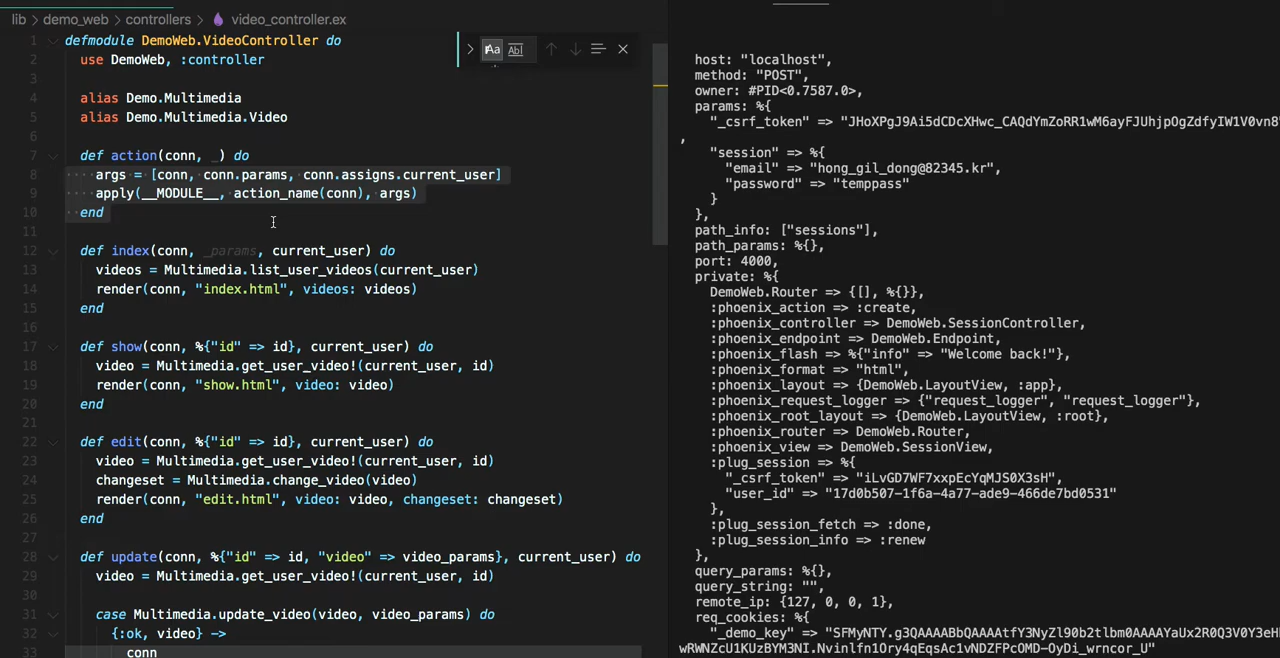 lib > demo_web > controllers > video_controller.ex
1 defmodule DemoWeb.VideoController do
2 use DemoWeb, :controller
3
4 alias Demo.Multimedia
5 alias Demo.Multimedia.Video
6
7 def action(conn, _) do
8 ····args = [conn, conn.params, conn.assigns.current_user]
9 ····apply(__MODULE__, action_name(conn), args)
10 ··end
11
12 def index(conn, _params, current_user) do
13 videos = Multimedia.list_user_videos(current_user)
14 render(conn, "index.html", videos: videos)
15 end
16
17 def show(conn, %{"id" => id}, current_user) do
18 video = Multimedia.get_user_video!(current_user, id)
19 render(conn, "show.html", video: video)
20 end
21
22 def edit(conn, %{"id" => id}, current_user) do
23 video = Multimedia.get_user_video!(current_user, id)
24 changeset = Multimedia.change_video(video)
25 render(conn, "edit.html", video: video, changeset: changeset)
26 end
27
28 def update(conn, %{"id" => id, "video" => video_params}, current_user) do
29 video = Multimedia.get_user_video!(current_user, id)
30
31 case Multimedia.update_video(video, video_params) do
32 {:ok, video} ->
33 conn
Aa Abl
host: "localhost",
method: "POST",
owner: #PID<0.7587.0>,
params: %{
"_csrf_token" => "JHoXPgJ9Ai5dCDcXHwc_CAQdYmZoRR1wM6ayFJUhjpOgZdfyIW1V0vn8"
,
"session" => %{
"email" => "hong_gil_dong@82345.kr",
"password" => "temppass"
}
},
path_info: ["sessions"],
path_params: %{},
port: 4000,
private: %{
DemoWeb.Router => {[], %{}},
:phoenix_action => :create,
:phoenix_controller => DemoWeb.SessionController,
:phoenix_endpoint => DemoWeb.Endpoint,
:phoenix_flash => %{"info" => "Welcome back!"},
:phoenix_format => "html",
:phoenix_layout => {DemoWeb.LayoutView, :app},
:phoenix_request_logger => {"request_logger", "request_logger"},
:phoenix_root_layout => {DemoWeb.LayoutView, :root},
:phoenix_router => DemoWeb.Router,
:phoenix_view => DemoWeb.SessionView,
:plug_session => %{
"_csrf_token" => "iLvGD7WF7xxpEcYqMJS0X3sH",
"user_id" => "17d0b507-1f6a-4a77-ade9-466de7bd0531"
},
:plug_session_fetch => :done,
:plug_session_info => :renew
},
query_params: %{},
query_string: "",
remote_ip: {127, 0, 0, 1},
req_cookies: %{
"_demo_key" => "SFMyNTY.g3QAAAABbQAAAAtfY3NyZl90b2tlbm0AAAAYaUx2R0Q3V0Y3eH
wRWNZcU1KUzBYM3NI.Nvinlfn1Ory4qEqsAc1vNDZFPcOMD-OyDi_wrncor_U"